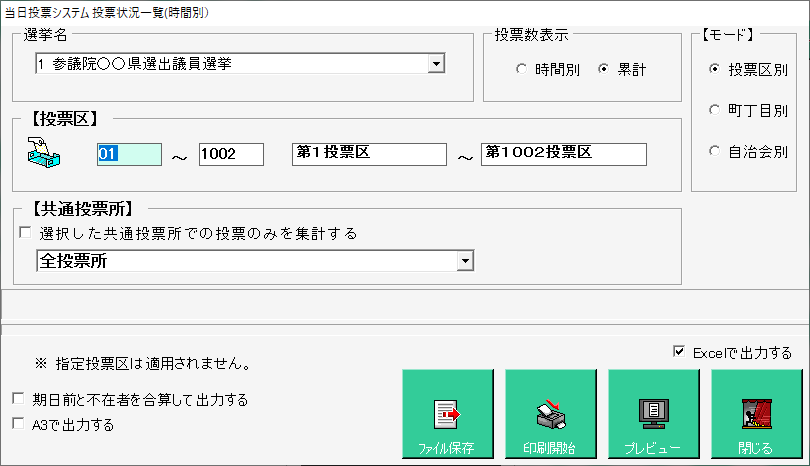 当日投票システム 投票状況一覧(時間別)
選挙名
1 参議院〇〇県選出議員選挙
投票数表示
時間別
累計
【モード】
投票区別
町丁目別
自治会別
【投票区】
01 ～ 1002
第１投票区 ～ 第１００２投票区
【共通投票所】
選択した共通投票所での投票のみを集計する
全投票所
※ 指定投票区は適用されません。
Excelで出力する
期日前と不在者を合算して出力する
A3で出力する
ファイル保存
印刷開始
プレビュー
閉じる